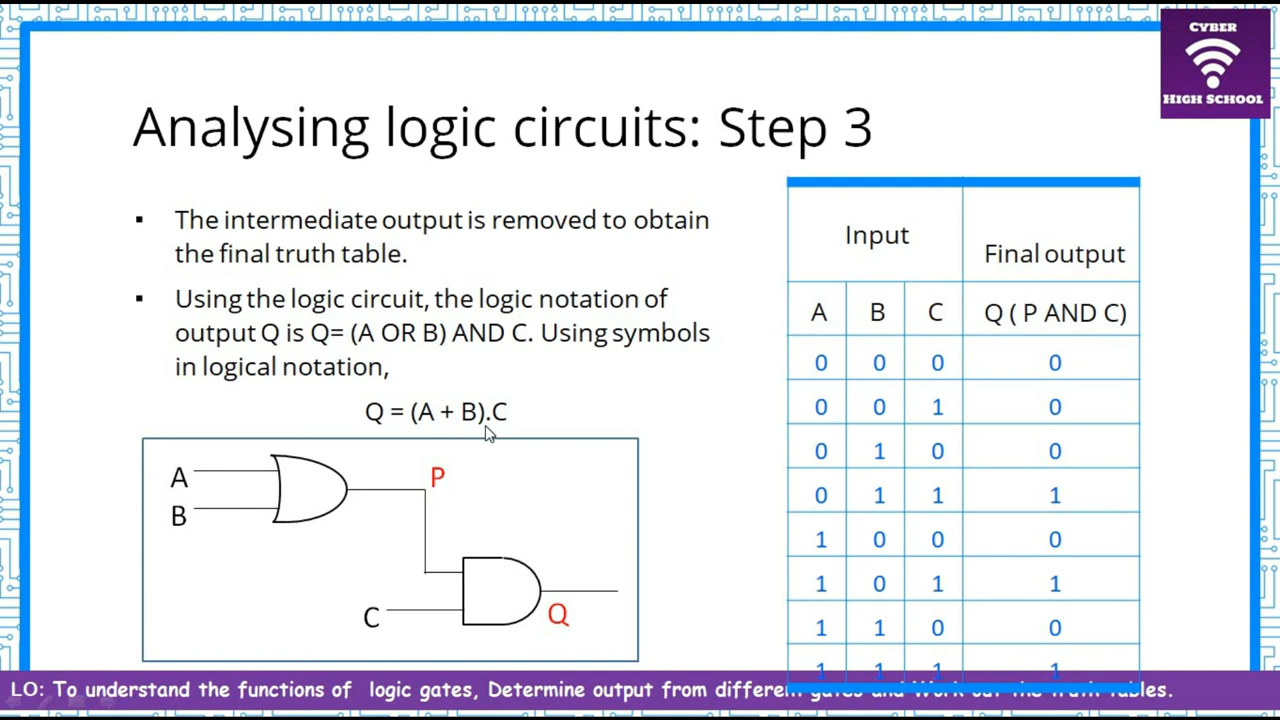 CYBER
HIGH SCHOOL
Analysing logic circuits: Step 3
▪ The intermediate output is removed to obtain
the final truth table.
▪ Using the logic circuit, the logic notation of
output Q is Q= (A OR B) AND C. Using symbols
in logical notation,
Q = (A + B).C
A
B
P
C
Q
Input Final output
A B C Q ( P AND C)
0 0 0 0
0 0 1 0
0 1 0 0
0 1 1 1
1 0 0 0
1 0 1 1
1 1 0 0
1 1 1 1
LO: To understand the functions of logic gates, Determine output from different gates and Work out the truth tables.